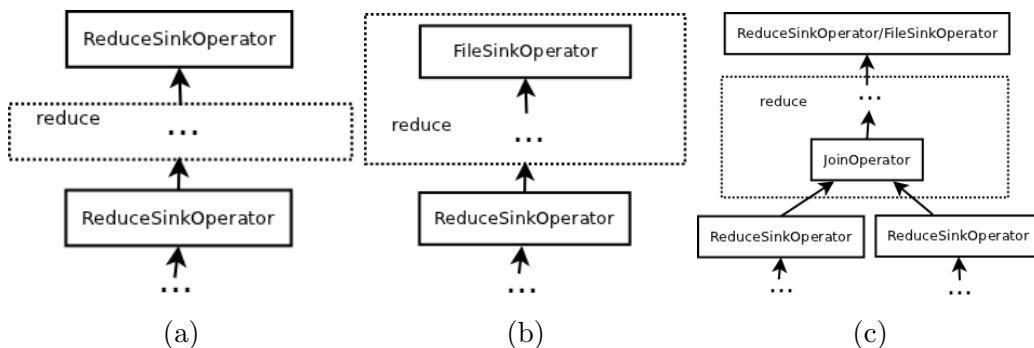 ReduceSinkOperator
reduce
...
ReduceSinkOperator
...
(a)
FileSinkOperator
reduce
...
ReduceSinkOperator
...
(b)
ReduceSinkOperator/FileSinkOperator
reduce
...
JoinOperator
ReduceSinkOperator
ReduceSinkOperator
...
...
(c)